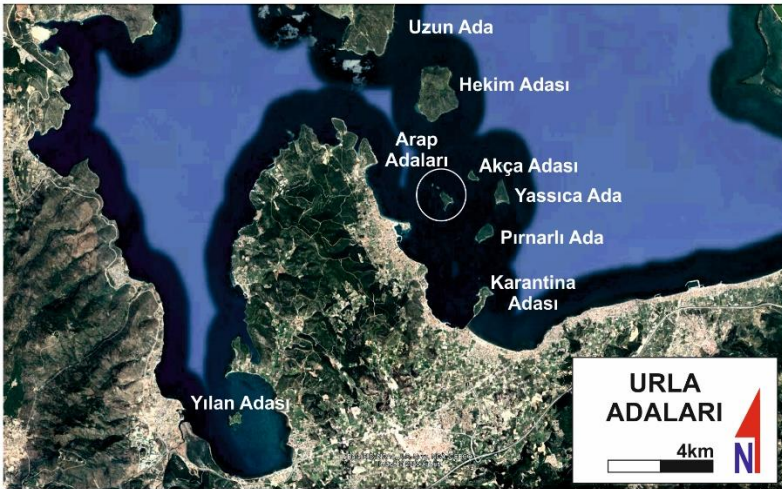 Uzun Ada
Hekim Adası
Arap
Adaları
Akça Adası
Yassıca Ada
Pırnarlı Ada
Karantina
Adası
Yılan Adası
URLA
ADALARI
4km
N